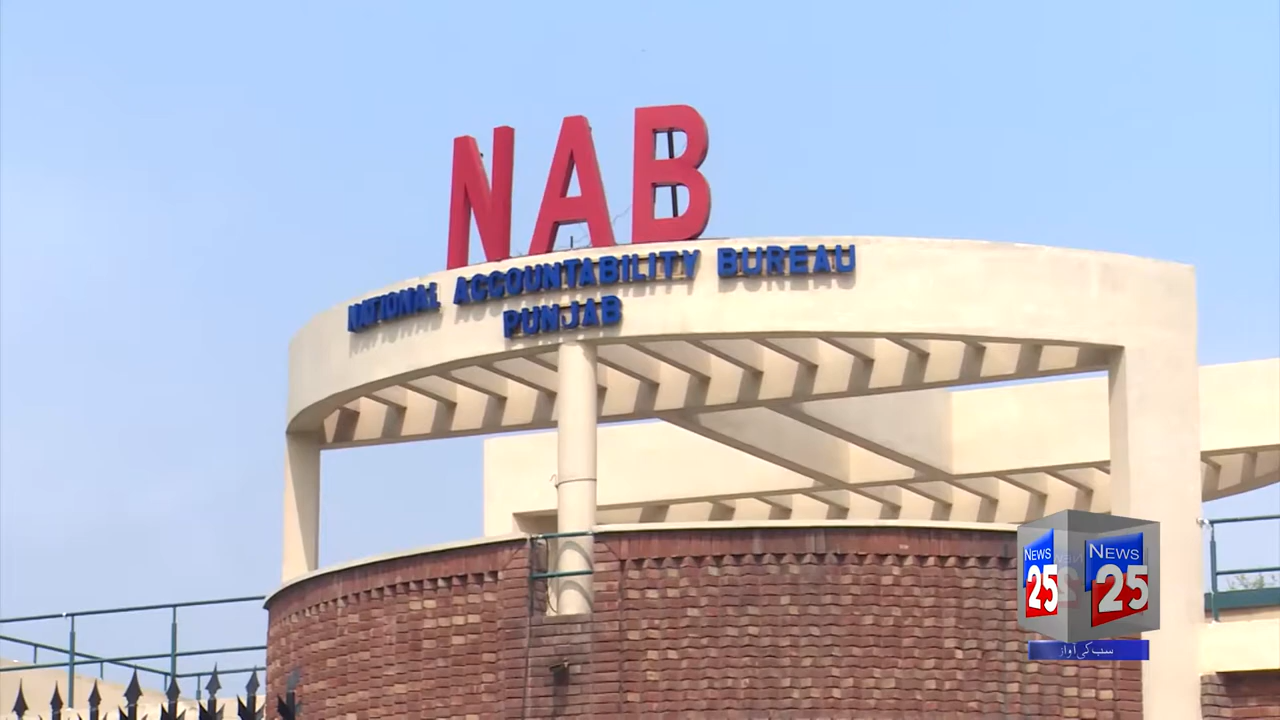 NAB
NATIONAL ACCOUNTABILITY BUREAU
PUNJAB
NEWS
25
NEWS
25
سب کی آواز